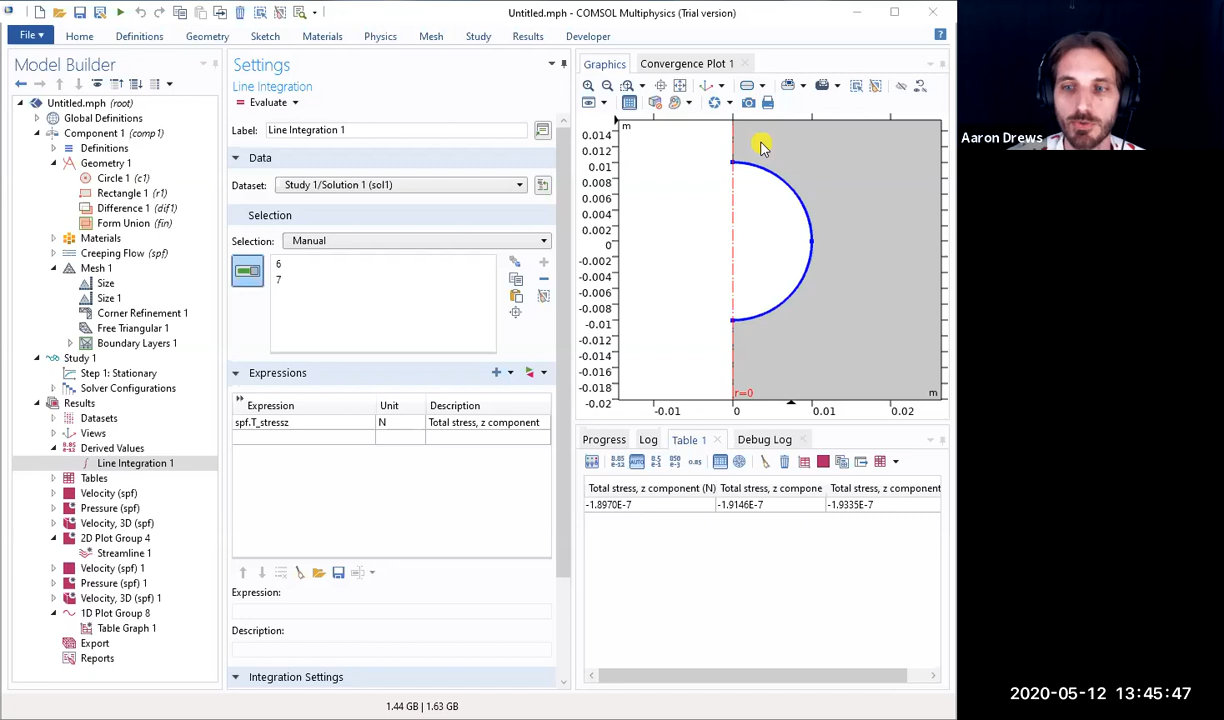 Untitled.mph - COMSOL Multiphysics (Trial version)
File
Home
Definitions
Geometry
Sketch
Materials
Physics
Mesh
Study
Results
Developer
Model Builder
Untitled.mph (root)
Global Definitions
Component 1 (comp1)
Definitions
Geometry 1
Circle 1 (c1)
Rectangle 1 (r1)
Difference 1 (dif1)
Form Union (fin)
Materials
Creeping Flow (spf)
Mesh 1
Size
Size 1
Corner Refinement 1
Free Triangular 1
Boundary Layers 1
Study 1
Step 1: Stationary
Solver Configurations
Results
Datasets
Views
Derived Values
Line Integration 1
Tables
Velocity (spf)
Pressure (spf)
Velocity, 3D (spf)
2D Plot Group 4
Streamline 1
Velocity (spf) 1
Pressure (spf) 1
Velocity, 3D (spf) 1
1D Plot Group 8
Table Graph 1
Export
Reports
Settings
Line Integration
= Evaluate
Label: Line Integration 1
Data
Dataset: Study 1/Solution 1 (sol1)
Selection
Selection: Manual
6
7
Expressions
Expression Unit Description
spf.T_stressz N Total stress, z component
Expression:
Description:
Integration Settings
Graphics
Convergence Plot 1
m
0.014
0.012
0.01
0.008
0.006
0.004
0.002
0
-0.002
-0.004
-0.006
-0.008
-0.01
-0.012
-0.014
-0.016
-0.018
-0.02
r=0
m
-0.01 0 0.01 0.02
Progress Log Table 1 Debug Log
8.85
e-12
AUTO
8.5
e-1
850
e-3
0.85
Total stress, z component (N) Total stress, z compone Total stress, z component
-1.8970E-7 -1.9146E-7 -1.9335E-7
1.44 GB | 1.63 GB
Aaron Drews
2020-05-12 13:45:47